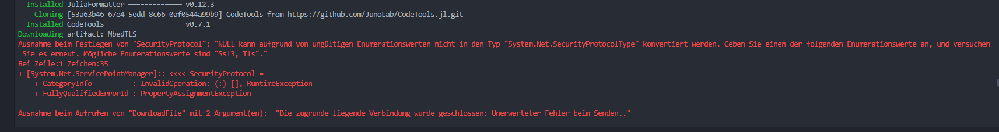 Installed JuliaFormatter ───────────── v0.12.3
Cloning [53a63b46-67e4-5edd-8c66-0af0544a99b9] CodeTools from https://github.com/JunoLab/CodeTools.jl.git
Installed CodeTools ────────────────── v0.7.1
Downloading artifact: MbedTLS
Ausnahme beim Festlegen von "SecurityProtocol": "NULL kann aufgrund von ungültigen Enumerationswerten nicht in den Typ "System.Net.SecurityProtocolType" konvertiert werden. Geben Sie einen der folgenden Enumerationswerte an, und versuchen
Sie es erneut. Mögliche Enumerationswerte sind "Ssl3, Tls"."
Bei Zeile:1 Zeichen:35
+ [System.Net.ServicePointManager]:: <<<< SecurityProtocol =
+ CategoryInfo          : InvalidOperation: (:) [], RuntimeException
+ FullyQualifiedErrorId : PropertyAssignmentException
Ausnahme beim Aufrufen von "DownloadFile" mit 2 Argument(en):  "Die zugrunde liegende Verbindung wurde geschlossen: Unerwarteter Fehler beim Senden.."